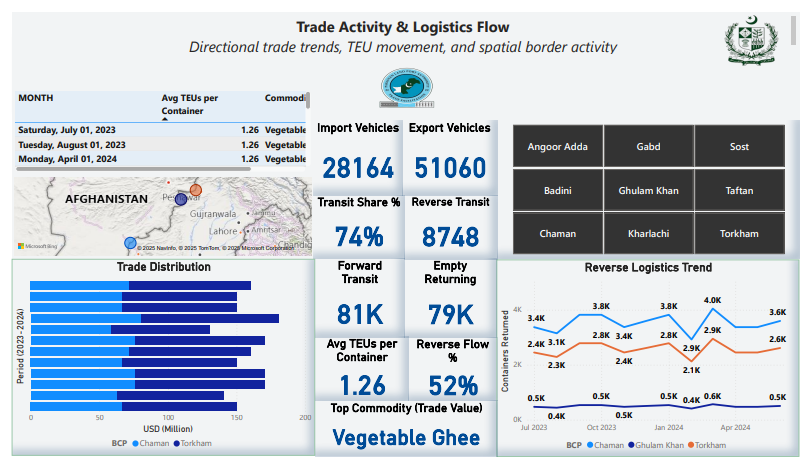 Trade Activity & Logistics Flow
Directional trade trends, TEU movement, and spatial border activity
MONTH Avg TEUs per Container Commodi
Saturday, July 01, 2023 1.26 Vegetable
Tuesday, August 01, 2023 1.26 Vegetable
Monday, April 01, 2024 1.26 Vegetable
AFGHANISTAN
Gujranwala
Jammu
Lahore
Amritsar
Microsoft Bing
© 2025 NavInfo, © 2025 TomTom, © 2025 Microsoft Corporation
Import Vehicles
28164
Export Vehicles
51060
Transit Share %
74%
Reverse Transit
8748
Forward
Transit
81K
Empty
Returning
79K
Avg TEUs per
Container
1.26
Reverse Flow
%
52%
Top Commodity (Trade Value)
Vegetable Ghee
Angoor Adda Gabd Sost
Badini Ghulam Khan Taftan
Chaman Kharlachi Torkham
Trade Distribution
Period (2023-2024)
0 50 100 150 200
USD (Million)
BCP Chaman Torkham
Reverse Logistics Trend
Containers Returned
4K
2K
0K
3.4K 3.1K 3.8K 3.4K 3.8K 2.9K 4.0K 3.6K
2.4K 2.3K 2.8K 2.4K 2.8K 2.1K 2.9K 2.6K
0.5K 0.4K 0.5K 0.5K 0.5K 0.4K 0.6K 0.5K
Jul 2023 Oct 2023 Jan 2024 Apr 2024
BCP Chaman Ghulam Khan Torkham